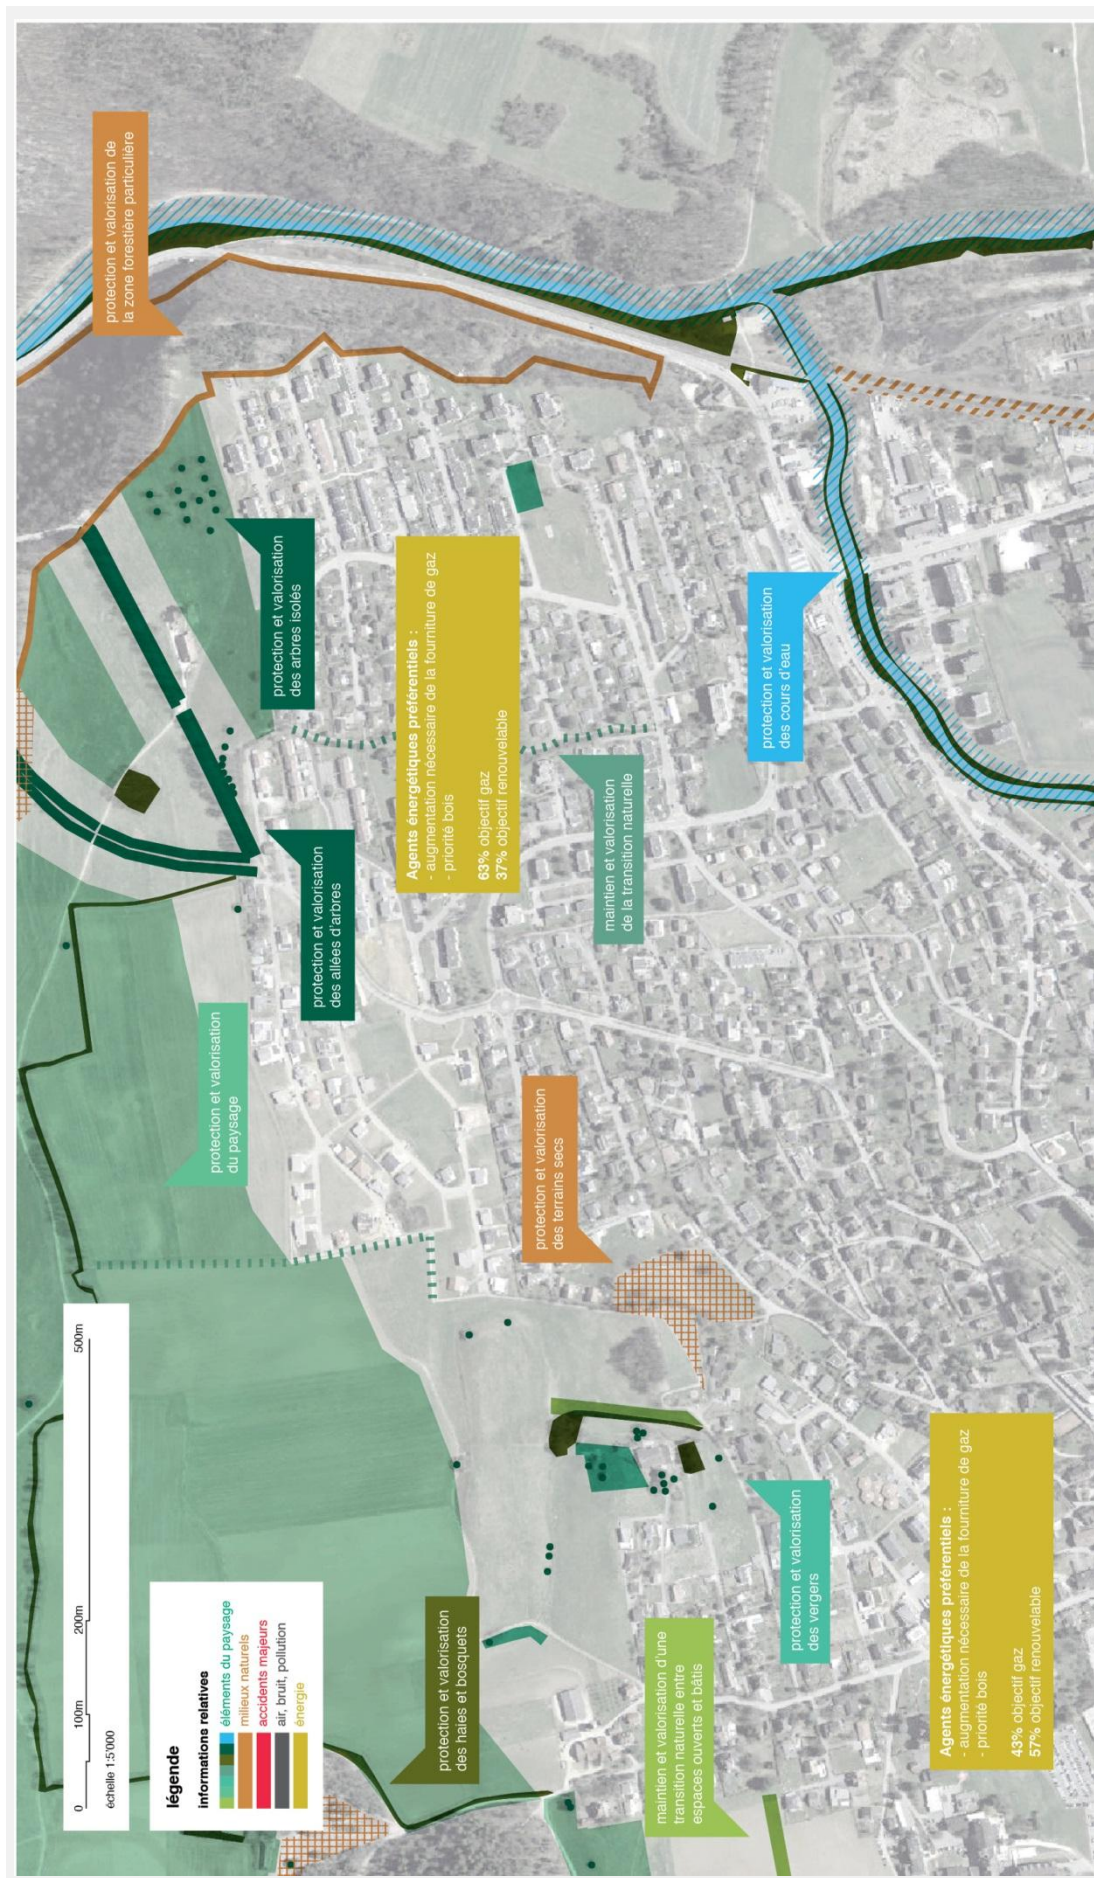 0 100m 200m 500m
échelle 1:5'000
légende
informations relatives
éléments du paysage
milieux naturels
accidents majeurs
air, bruit, pollution
énergie
protection et valorisation
des haies et bosquets
protection et valorisation
du paysage
protection et valorisation
des allées d'arbres
protection et valorisation
des arbres isolés
protection et valorisation de
la zone forestière particulière
Agents énergétiques préférentiels :
- augmentation nécessaire de la fourniture de gaz
- priorité bois
63% objectif gaz
37% objectif renouvelable
protection et valorisation
des terrains secs
maintien et valorisation
de la transition naturelle
maintien et valorisation d'une
transition naturelle entre
espaces ouverts et bâtis
protection et valorisation
des vergers
protection et valorisation
des cours d'eau
Agents énergétiques préférentiels :
- augmentation nécessaire de la fourniture de gaz
- priorité bois
43% objectif gaz
57% objectif renouvelable